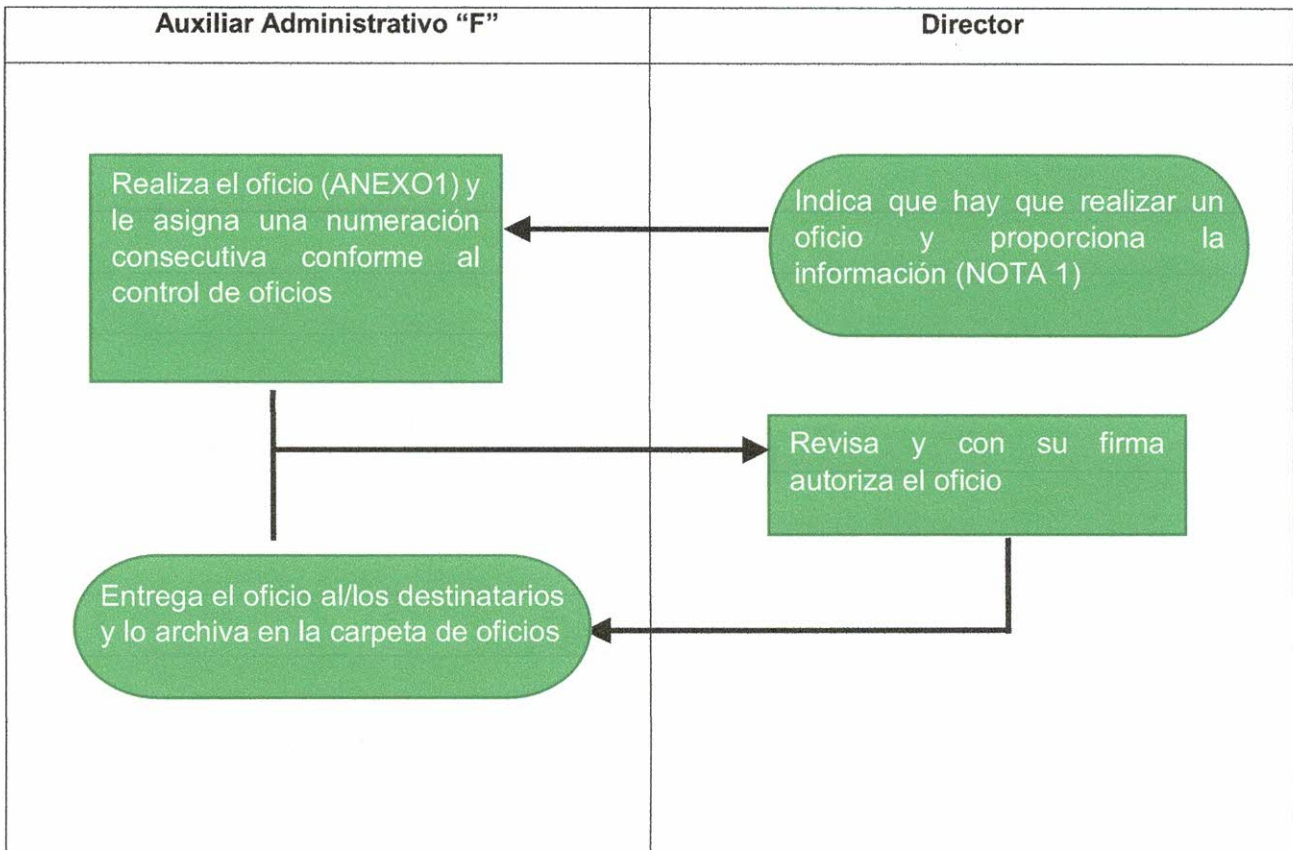 Auxiliar Administrativo “F”
Director
Realiza el oficio (ANEXO1) y
le asigna una numeración
consecutiva conforme al
control de oficios
Indica que hay que realizar un
oficio y proporciona la
información (NOTA 1)
Revisa y con su firma
autoriza el oficio
Entrega el oficio al/los destinatarios
y lo archiva en la carpeta de oficios